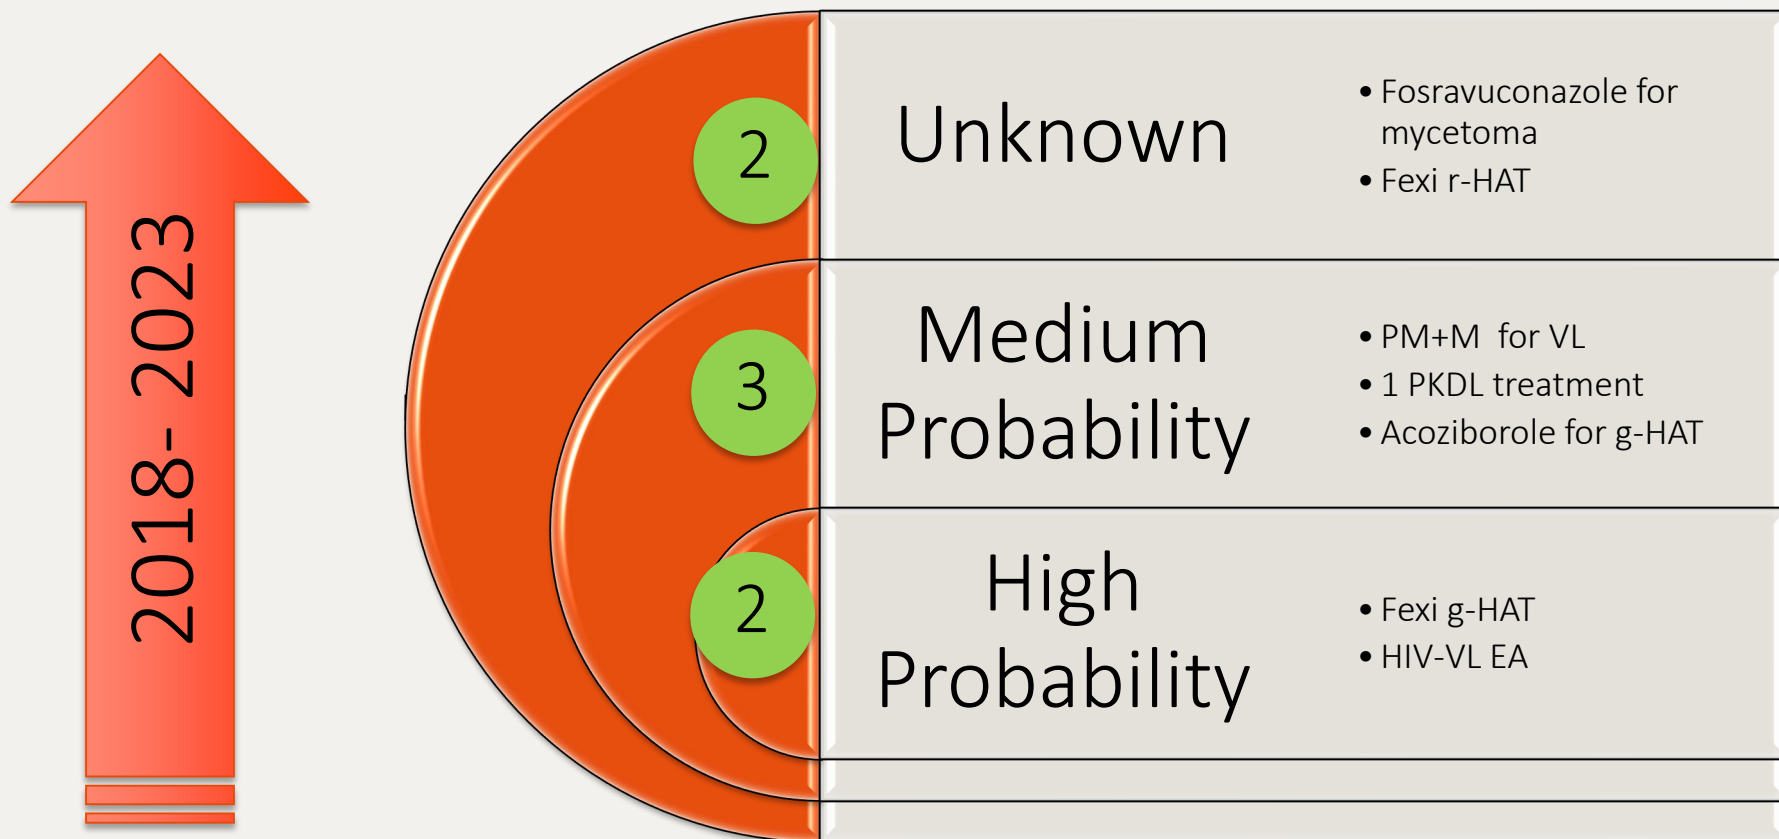 2018- 2023
2
Unknown
• Fosravuconazole for
mycetoma
• Fexi r-HAT
3
Medium
Probability
• PM+M  for VL
• 1 PKDL treatment
• Acoziborole for g-HAT
2
High
Probability
• Fexi g-HAT
• HIV-VL EA